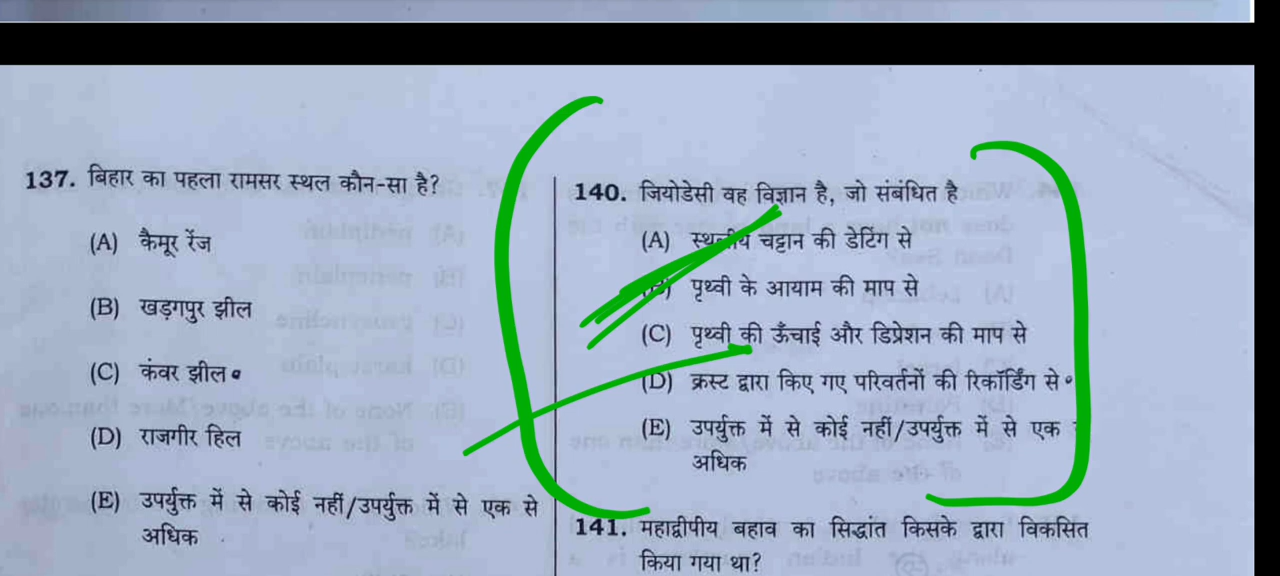 137. बिहार का पहला रामसर स्थल कौन-सा है?
(A) कैमूर रेंज
(B) खड़गपुर झील
(C) कंवर झील
(D) राजगीर हिल
(E) उपर्युक्त में से कोई नहीं/उपर्युक्त में से एक से
अधिक
140. जियोडेसी वह विज्ञान है, जो संबंधित है
(A) स्थलीय चट्टान की डेटिंग से
पृथ्वी के आयाम की माप से
(C) पृथ्वी की ऊँचाई और डिप्रेशन की माप से
(D) क्रस्ट द्वारा किए गए परिवर्तनों की रिकॉर्डिंग से
(E) उपर्युक्त में से कोई नहीं/उपर्युक्त में से एक
अधिक
141. महाद्वीपीय बहाव का सिद्धांत किसके द्वारा विकसित
किया गया था?